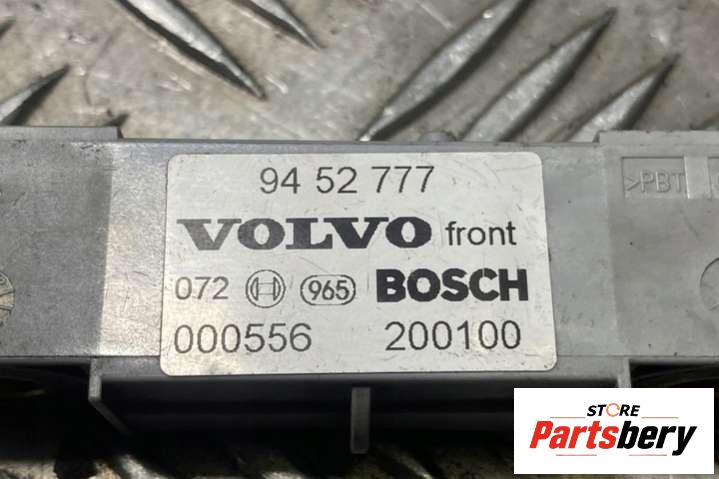 94 52 777
VOLVO front
072 965 BOSCH
000556 200100
>PBT
STORE
Partsbery